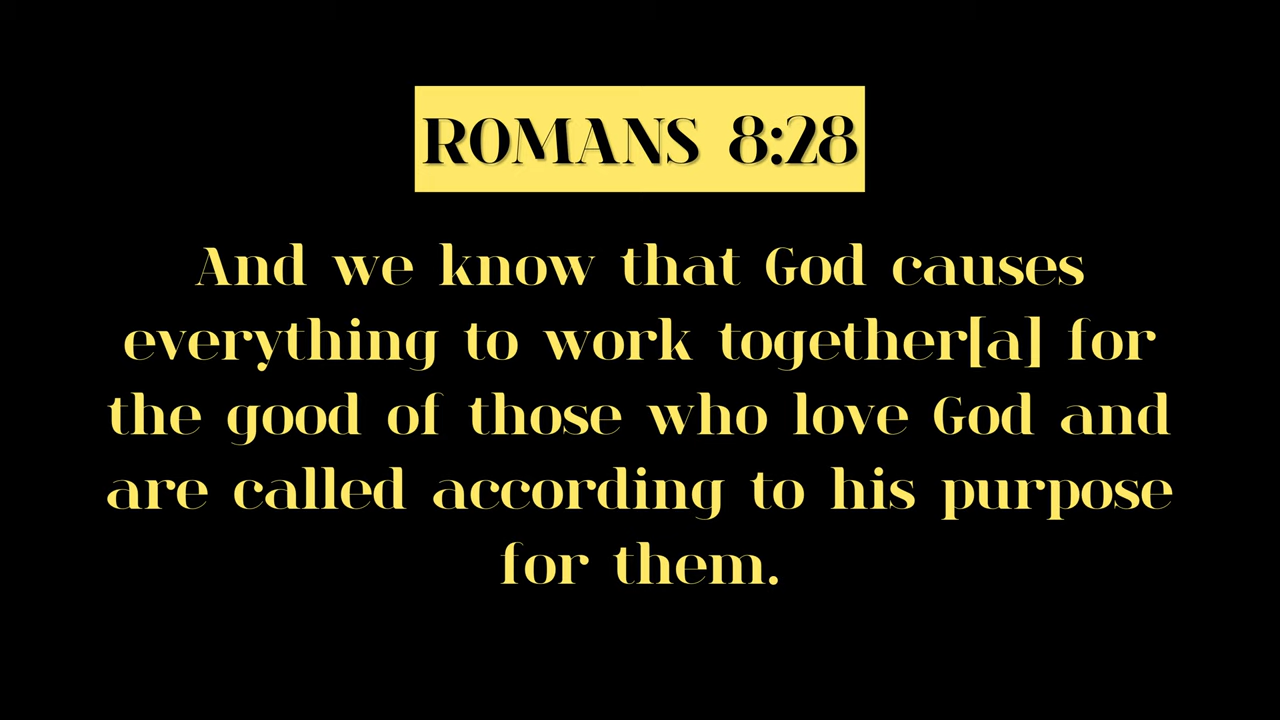 ROMANS 8:28
And we know that God causes
everything to work together[a] for
the good of those who love God and
are called according to his purpose
for them.